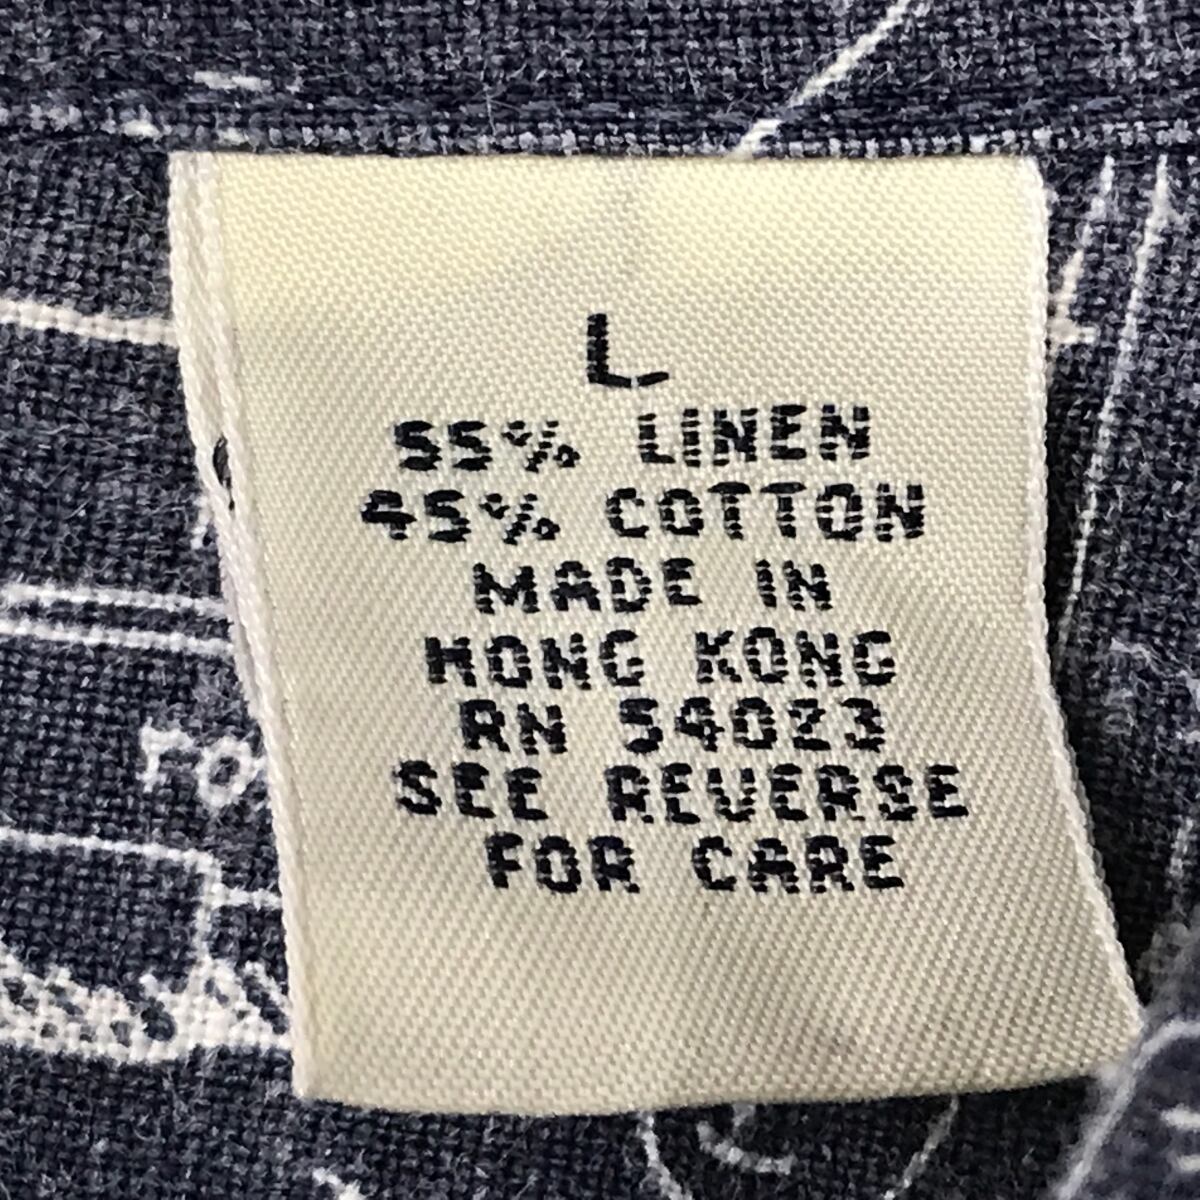 L
55% LINEN
45% COTTON
MADE IN
HONG KONG
RN 54023
SEE REVERSE
FOR CARE